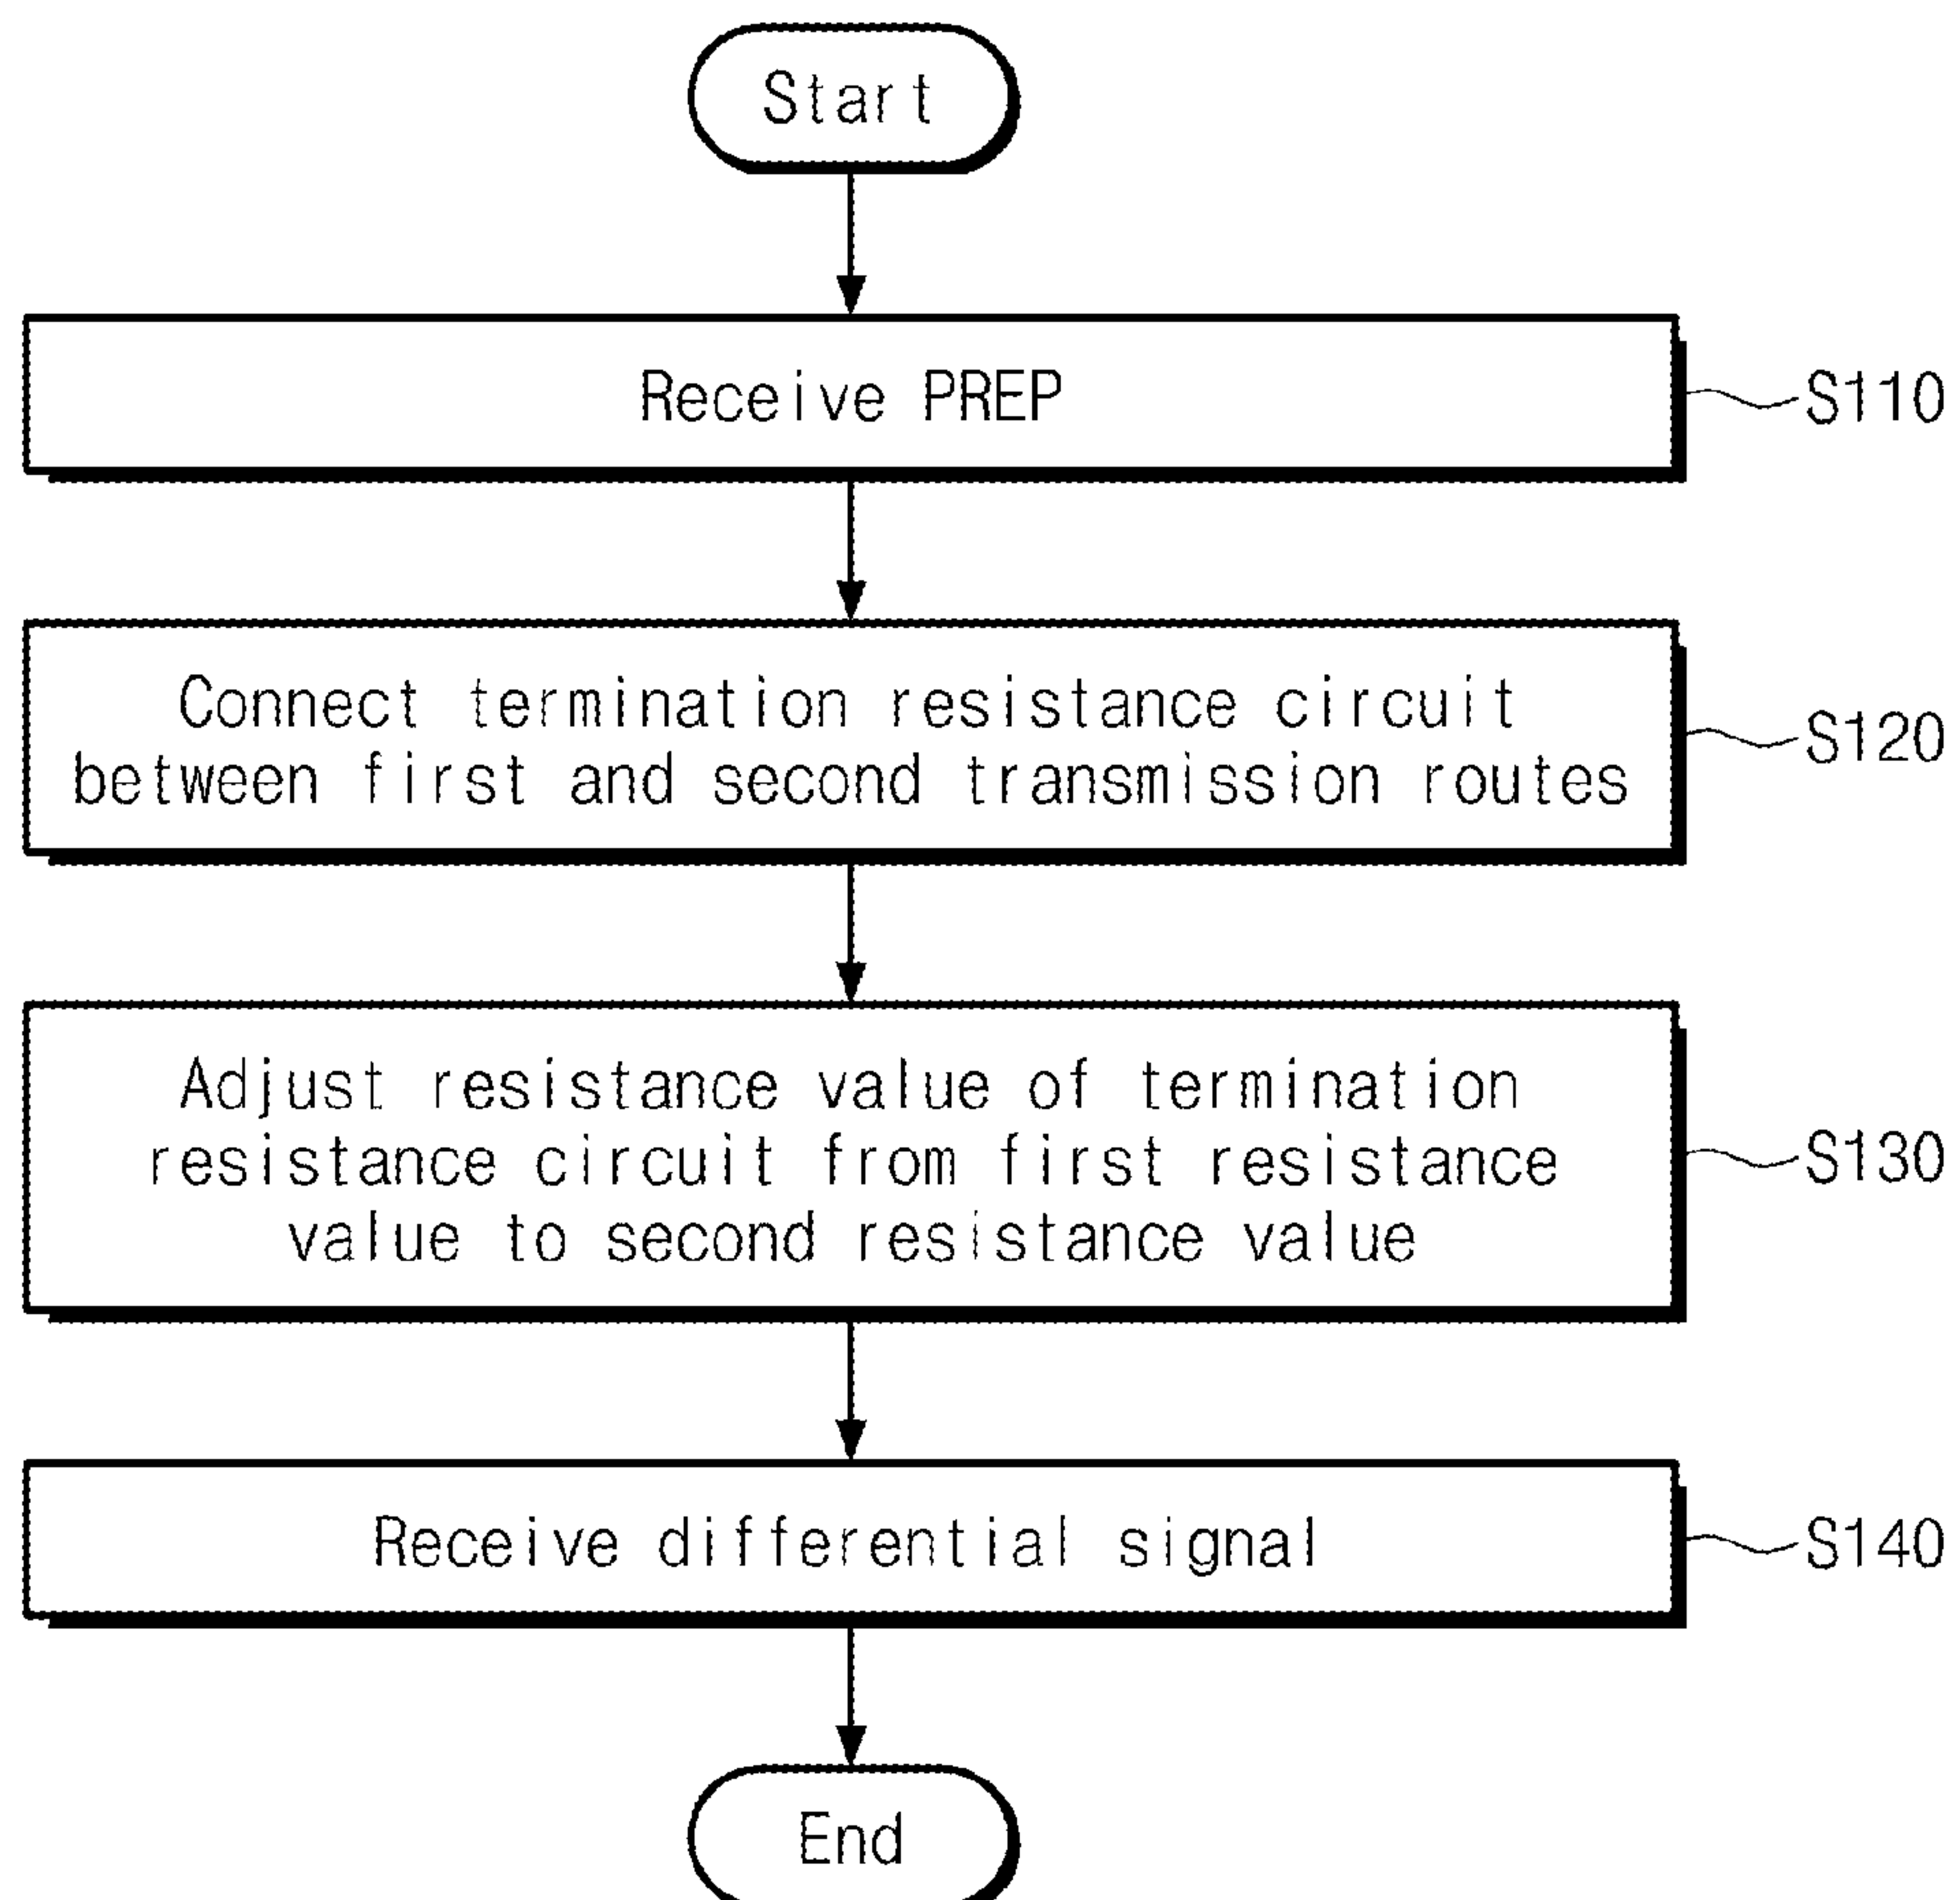 Start
Receive PREP
S110
Connect termination resistance circuit
between first and second transmission routes
S120
Adjust resistance value of termination
resistance circuit from first resistance
value to second resistance value
S130
Receive differential signal
S140
End